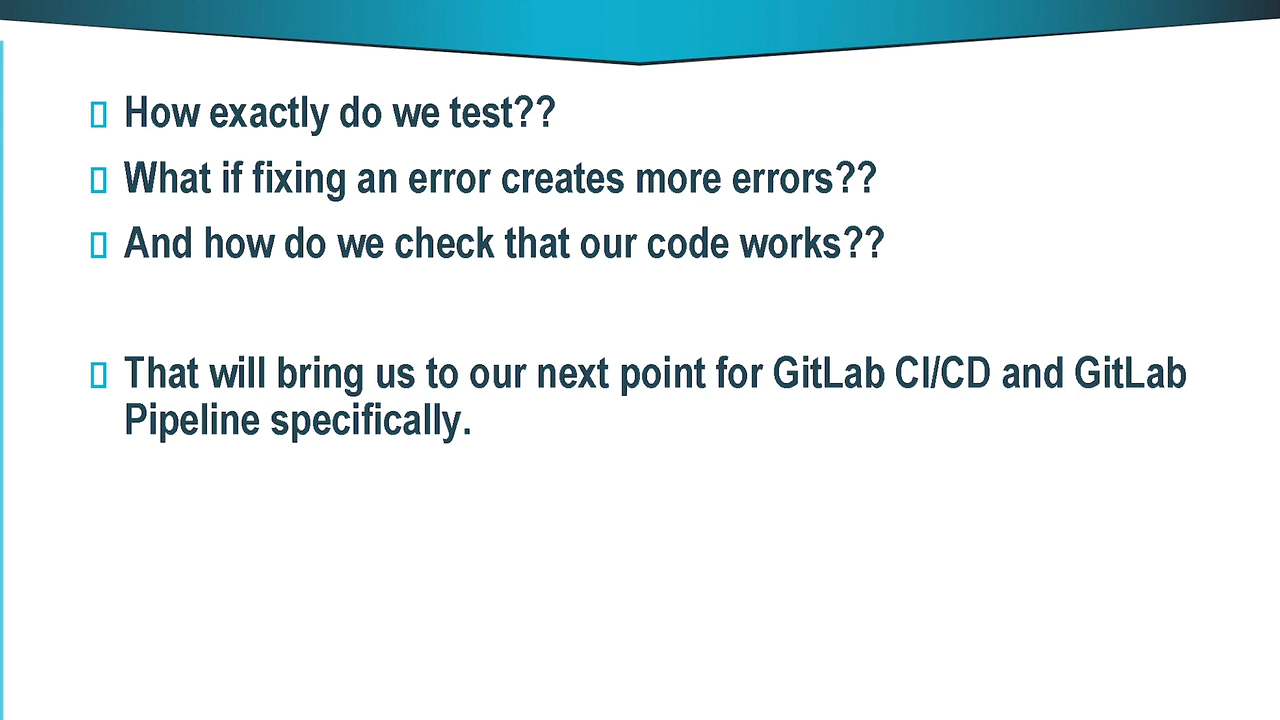 How exactly do we test??
What if fixing an error creates more errors??
And how do we check that our code works??
That will bring us to our next point for GitLab CI/CD and GitLab
Pipeline specifically.